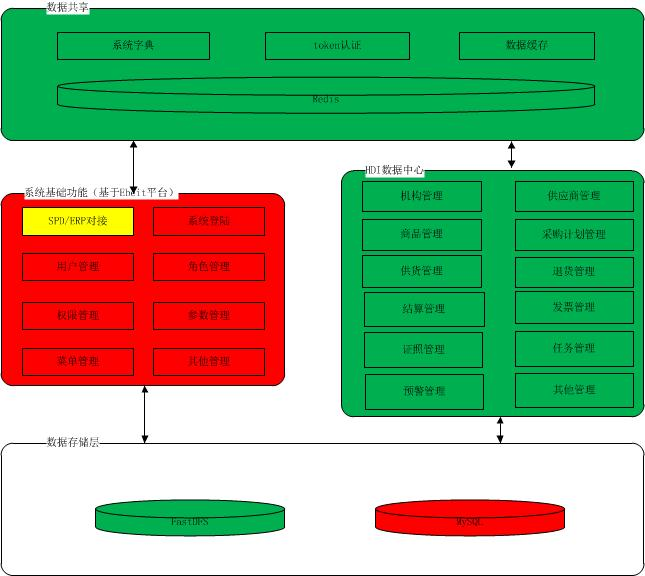 数据共享
系统字典
token认证
数据缓存
Redis
系统基础功能（基于Ebuit平台）
SPD/ERP对接
系统登陆
用户管理
角色管理
权限管理
参数管理
菜单管理
其他管理
HDI数据中心
机构管理
供应商管理
商品管理
采购计划管理
供货管理
退货管理
结算管理
发票管理
证照管理
任务管理
预警管理
其他管理
数据存储层
FastDFS
MySQL